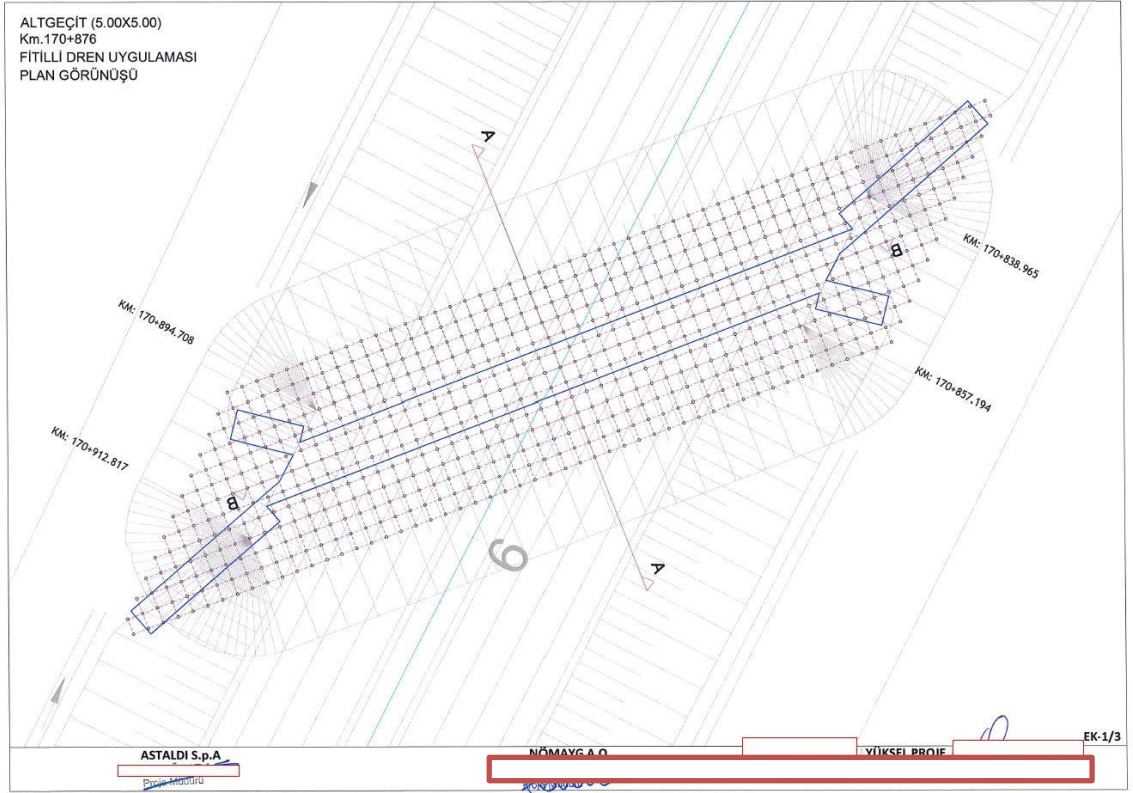 ALTGEÇİT (5.00X5.00)
Km.170+876
FİTİLLİ DREN UYGULAMASI
PLAN GÖRÜNÜŞÜ
A
KM: 170+838.965
B
KM: 170+894.708
KM: 170+857,194
KM: 170+912.817
B
9
A
EK-1/3
ASTALDI S.p.A
NÖMAYG A.O
YÜKSEL PROJE
Proje Müdürü